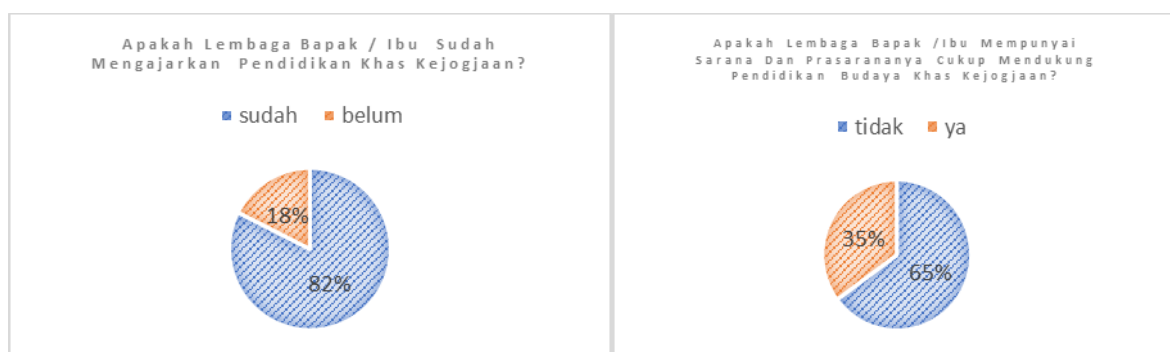 Apakah Lembaga Bapak / Ibu Sudah
Mengajarkan Pendidikan Khas Kejogjaan?
sudah belum
18%
82%
Apakah Lembaga Bapak /Ibu Mempunyai
Sarana Dan Prasarananya Cukup Mendukung
Pendidikan Budaya Khas Kejogjaan?
tidak ya
35%
65%